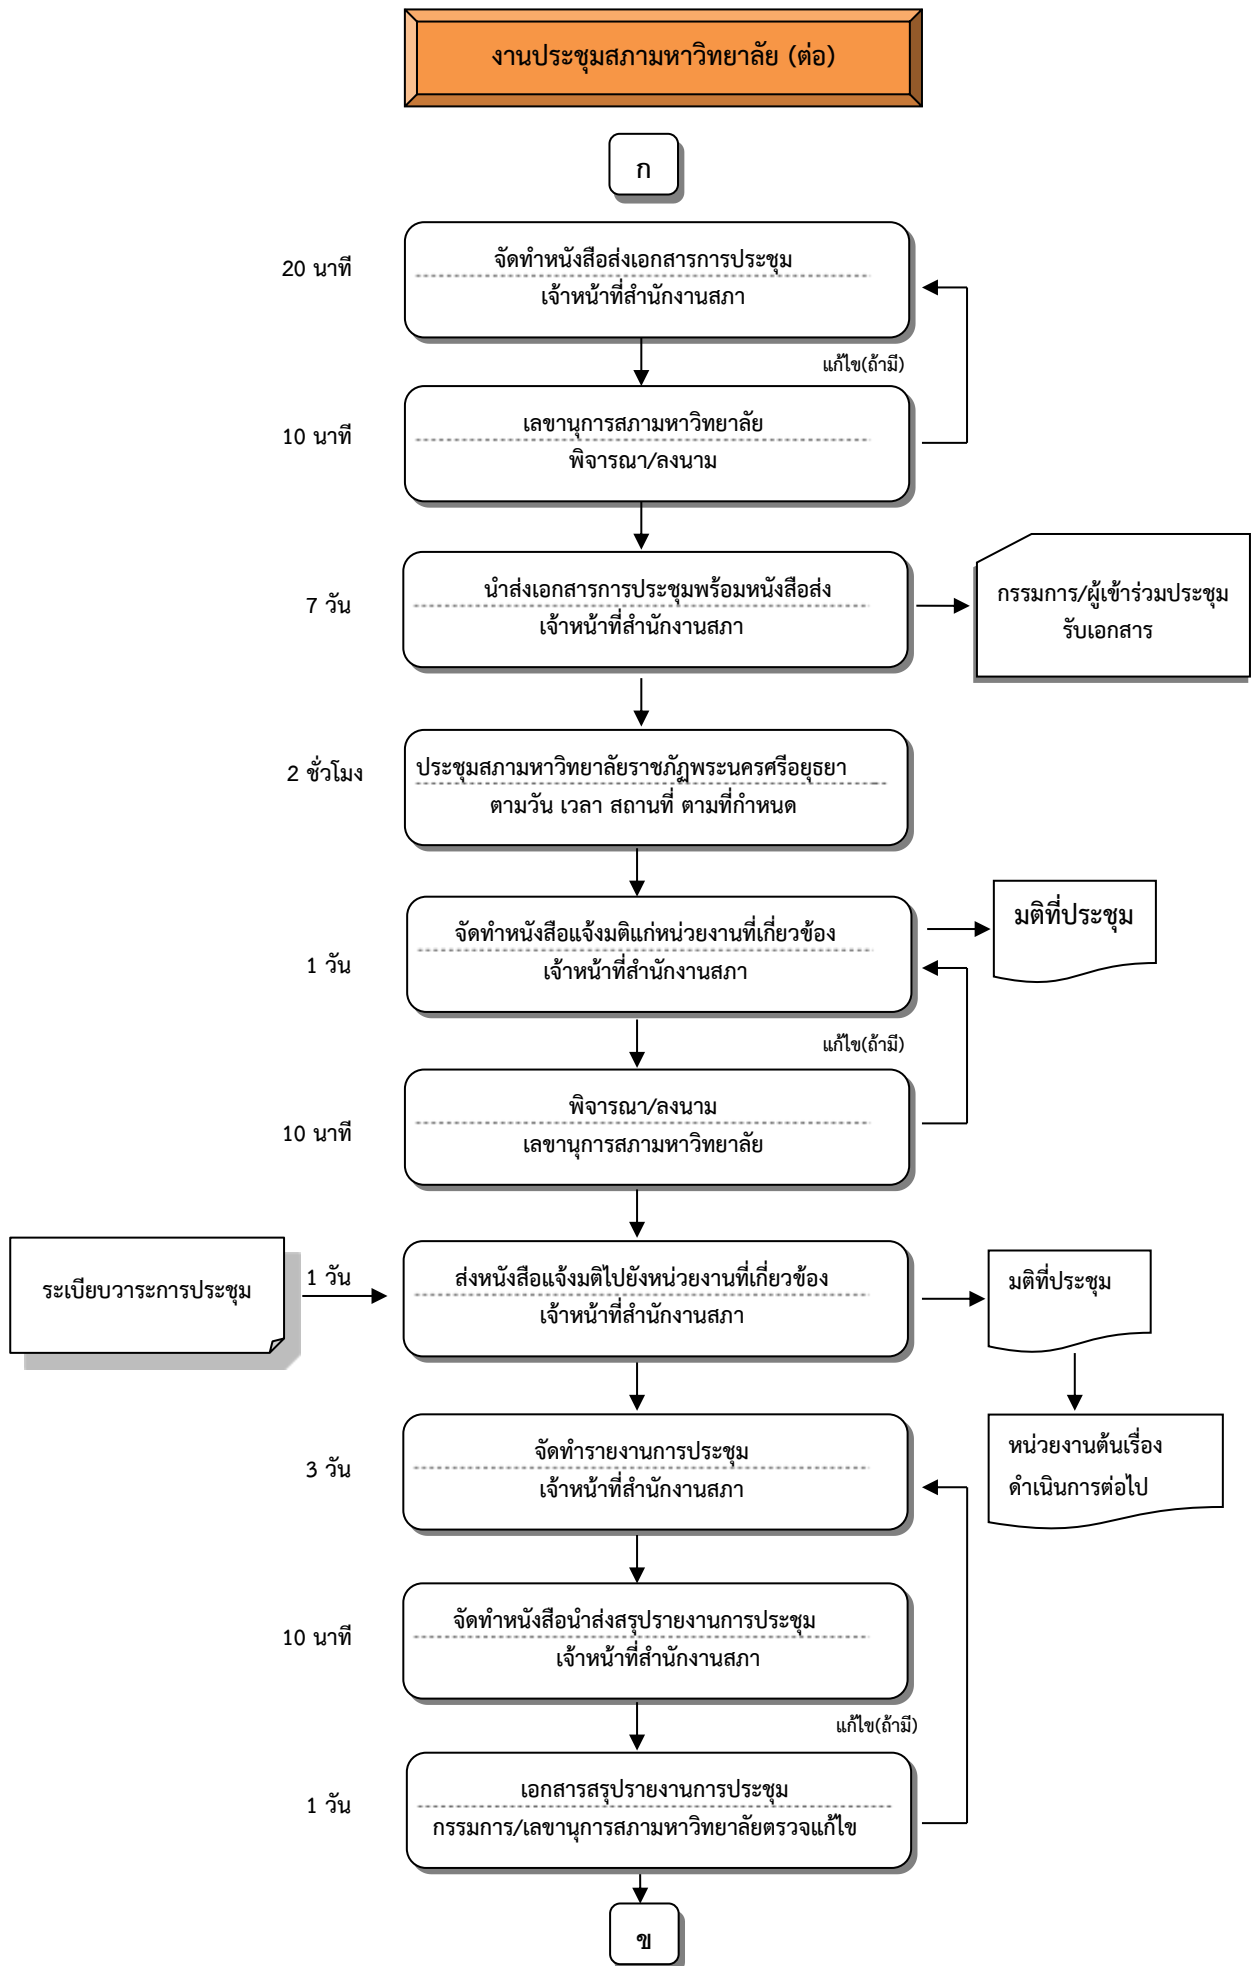 งานประชุมสภามหาวิทยาลัย (ต่อ)
ก
20 นาที
จัดทำหนังสือส่งเอกสารการประชุม
เจ้าหน้าที่สำนักงานสภา
แก้ไข(ถ้ามี)
10 นาที
เลขานุการสภามหาวิทยาลัย
พิจารณา/ลงนาม
7 วัน
นำส่งเอกสารการประชุมพร้อมหนังสือส่ง
เจ้าหน้าที่สำนักงานสภา
กรรมการ/ผู้เข้าร่วมประชุม
รับเอกสาร
2 ชั่วโมง
ประชุมสภามหาวิทยาลัยราชภัฏพระนครศรีอยุธยา
ตามวัน เวลา สถานที่ ตามที่กำหนด
1 วัน
จัดทำหนังสือแจ้งมติแก่หน่วยงานที่เกี่ยวข้อง
เจ้าหน้าที่สำนักงานสภา
มติที่ประชุม
แก้ไข(ถ้ามี)
10 นาที
พิจารณา/ลงนาม
เลขานุการสภามหาวิทยาลัย
ระเบียบวาระการประชุม
1 วัน
ส่งหนังสือแจ้งมติไปยังหน่วยงานที่เกี่ยวข้อง
เจ้าหน้าที่สำนักงานสภา
มติที่ประชุม
3 วัน
จัดทำรายงานการประชุม
เจ้าหน้าที่สำนักงานสภา
หน่วยงานต้นเรื่อง
ดำเนินการต่อไป
10 นาที
จัดทำหนังสือนำส่งสรุปรายงานการประชุม
เจ้าหน้าที่สำนักงานสภา
แก้ไข(ถ้ามี)
1 วัน
เอกสารสรุปรายงานการประชุม
กรรมการ/เลขานุการสภามหาวิทยาลัยตรวจแก้ไข
ข